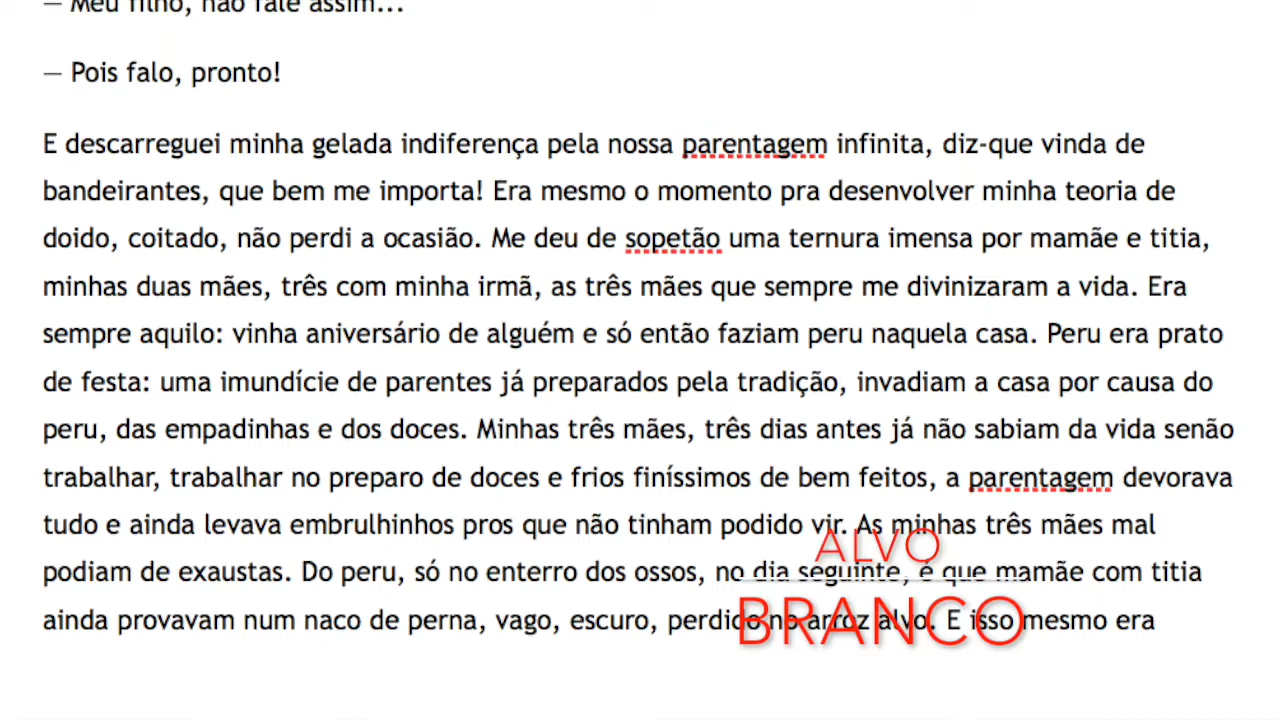 — Meu filho, não fale assim...
— Pois falo, pronto!
E descarreguei minha gelada indiferença pela nossa parentagem infinita, diz-que vinda de
bandeirantes, que bem me importa! Era mesmo o momento pra desenvolver minha teoria de
doido, coitado, não perdi a ocasião. Me deu de sopetão uma ternura imensa por mamãe e titia,
minhas duas mães, três com minha irmã, as três mães que sempre me divinizaram a vida. Era
sempre aquilo: vinha aniversário de alguém e só então faziam peru naquela casa. Peru era prato
de festa: uma imundície de parentes já preparados pela tradição, invadiam a casa por causa do
peru, das empadinhas e dos doces. Minhas três mães, três dias antes já não sabiam da vida senão
trabalhar, trabalhar no preparo de doces e frios finíssimos de bem feitos, a parentagem devorava
tudo e ainda levava embrulhinhos pros que não tinham podido vir. As minhas três mães mal
podiam de exaustas. Do peru, só no enterro dos ossos, no dia seguinte, é que mamãe com titia
ainda provavam num naco de perna, vago, escuro, perdido no arroz alvo. E isso mesmo era
ALVO
BRANCO